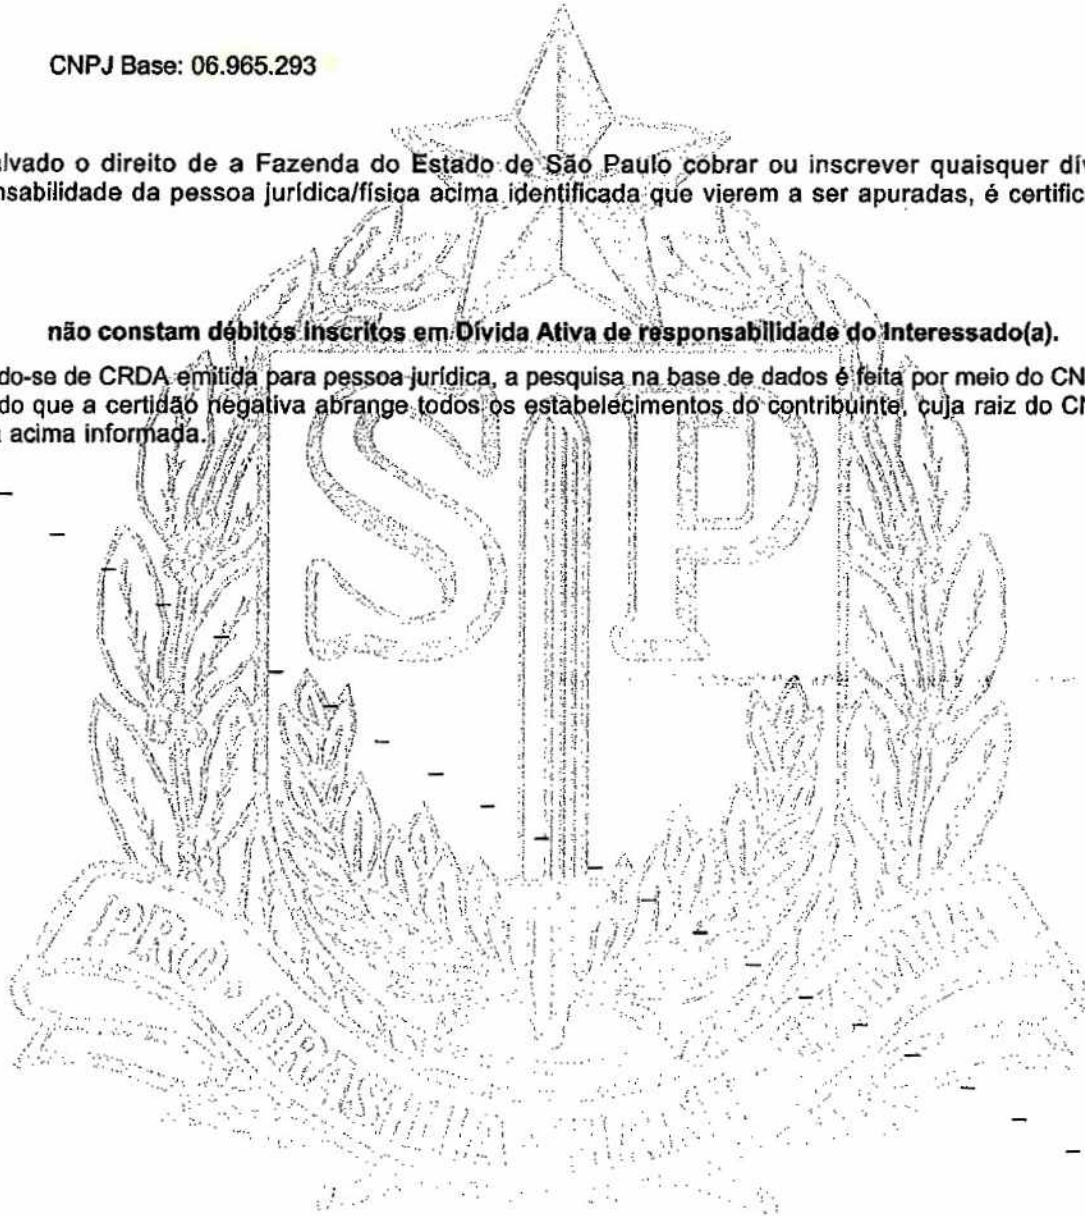 CNPJ Base: 06.965.293
alvado o direito de a Fazenda do Estado de São Paulo cobrar ou inscrever quaisquer dív
nsabilidade da pessoa jurídica/física acima identificada que vierem a ser apuradas, é certific
não constam débitos inscritos em Dívida Ativa de responsabilidade do Interessado(a).
do-se de CRDA emitida para pessoa jurídica, a pesquisa na base de dados é feita por meio do CN
do que a certidão negativa abrange todos os estabelecimentos do contribuinte, cuja raiz do CN
acima informada.
SP
PRO BRASILIA